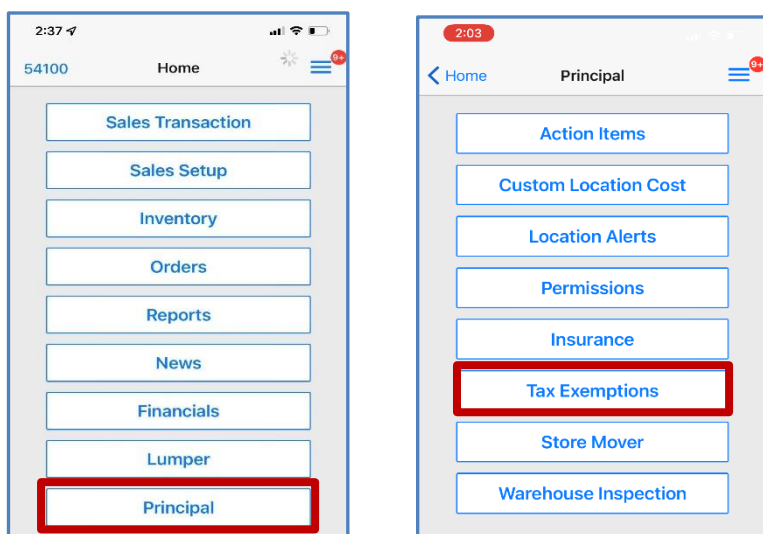 2:37
54100
Home
9+
Sales Transaction
Sales Setup
Inventory
Orders
Reports
News
Financials
Lumper
Principal
2:03
Home
Principal
9+
Action Items
Custom Location Cost
Location Alerts
Permissions
Insurance
Tax Exemptions
Store Mover
Warehouse Inspection